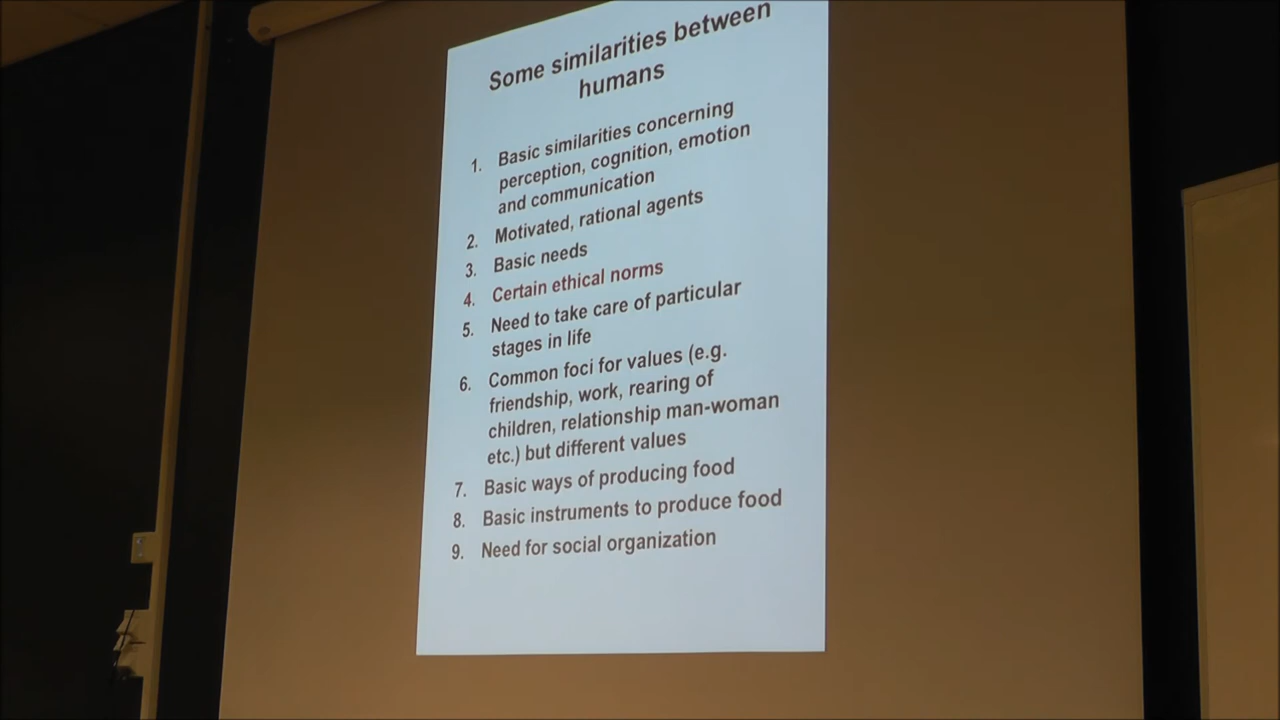 Some similarities between
humans
1. Basic similarities concerning
perception, cognition, emotion
and communication
2. Motivated, rational agents
3. Basic needs
4. Certain ethical norms
5. Need to take care of particular
stages in life
6. Common foci for values (e.g.
friendship, work, rearing of
children, relationship man-woman
etc.) but different values
7. Basic ways of producing food
8. Basic instruments to produce food
9. Need for social organization